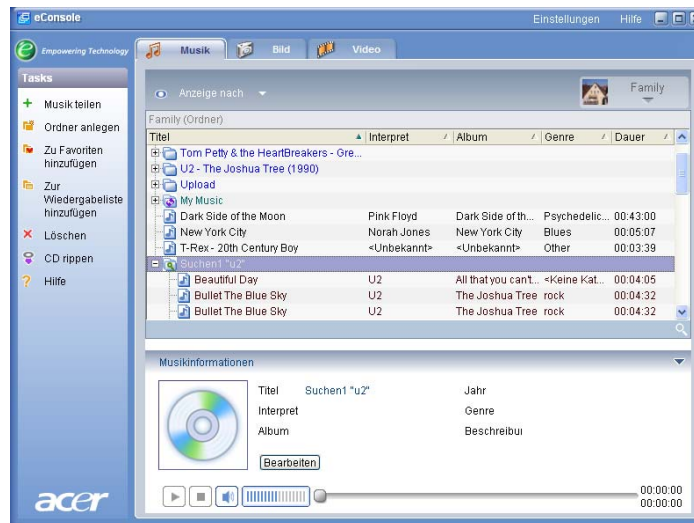 eConsole
Einstellungen Hilfe
Empowering Technology
Musik Bild Video
Tasks
Musik teilen
Ordner anlegen
Zu Favoriten
hinzufügen
Zur
Wiedergabeliste
hinzufügen
Löschen
CD rippen
Hilfe
Anzeige nach
Family
Family (Ordner)
Titel Interpret Album Genre Dauer
Tom Petty & the HeartBreakers - Gre...
U2 - The Joshua Tree (1990)
Upload
My Music
Dark Side of the Moon Pink Floyd Dark Side of th... Psychedelic... 00:43:00
New York City Norah Jones New York City Blues 00:05:07
T-Rex - 20th Century Boy <Unbekannt> <Unbekannt> Other 00:03:39
Suchen1 "u2"
Beautiful Day U2 All that you can't... <Keine Kat... 00:04:05
Bullet The Blue Sky U2 The Joshua Tree rock 00:04:32
Bullet The Blue Sky U2 The Joshua Tree rock 00:04:32
Musikinformationen
Titel Suchen1 "u2" Jahr
Interpret Genre
Album Beschreibur
Bearbeiten
00:00:00
00:00:00
acer